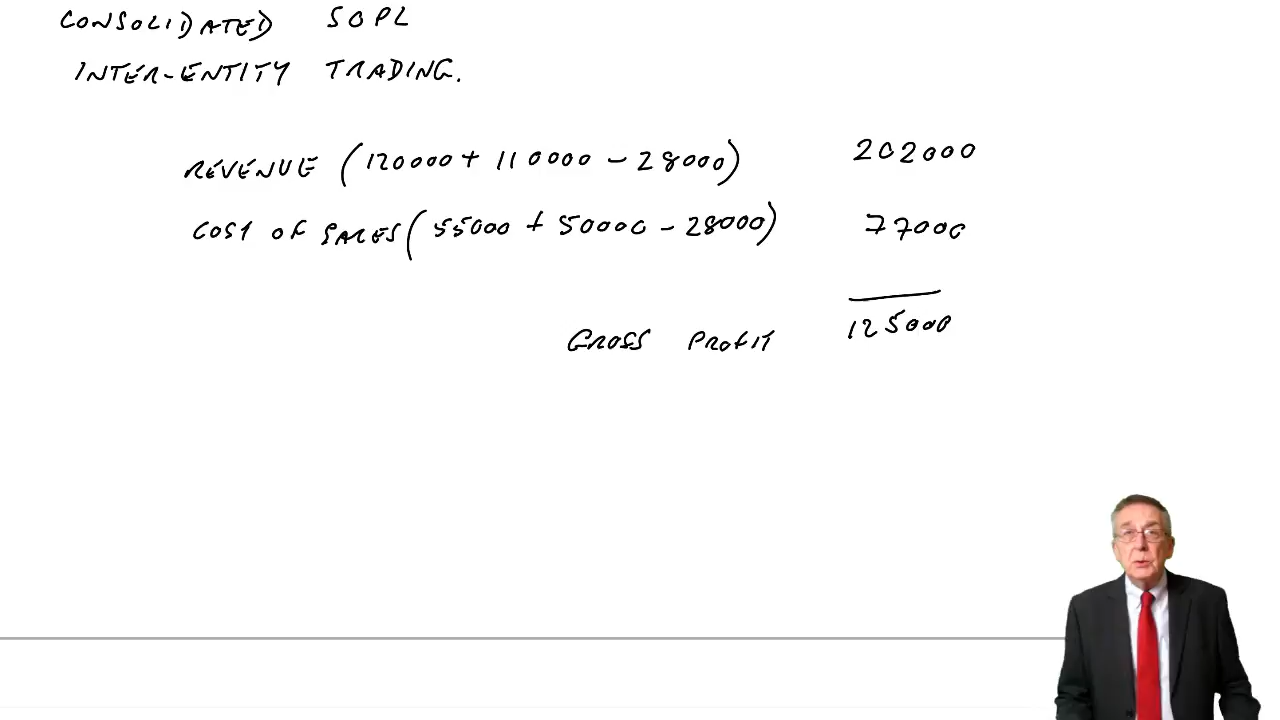 CONSOLIDATED SOPL
INTER-ENTITY TRADING.
REVENUE (120000 + 110000 - 28000) 202000
COST OF SALES (55000 + 50000 - 28000) 77000
GROSS PROFIT 125000